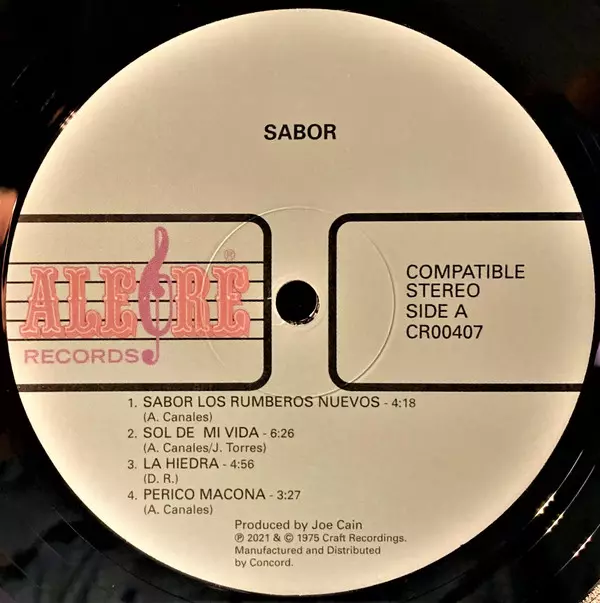 SABOR
ALEGRE®
RECORDS
COMPATIBLE
STEREO
SIDE A
CR00407
1. SABOR LOS RUMBEROS NUEVOS - 4:18
(A. Canales)
2. SOL DE MI VIDA - 6:26
(A. Canales/J. Torres)
3. LA HIEDRA - 4:56
(D. R.)
4. PERICO MACONA - 3:27
(A. Canales)
Produced by Joe Cain
℗ 2021 & © 1975 Craft Recordings.
Manufactured and Distributed
by Concord.